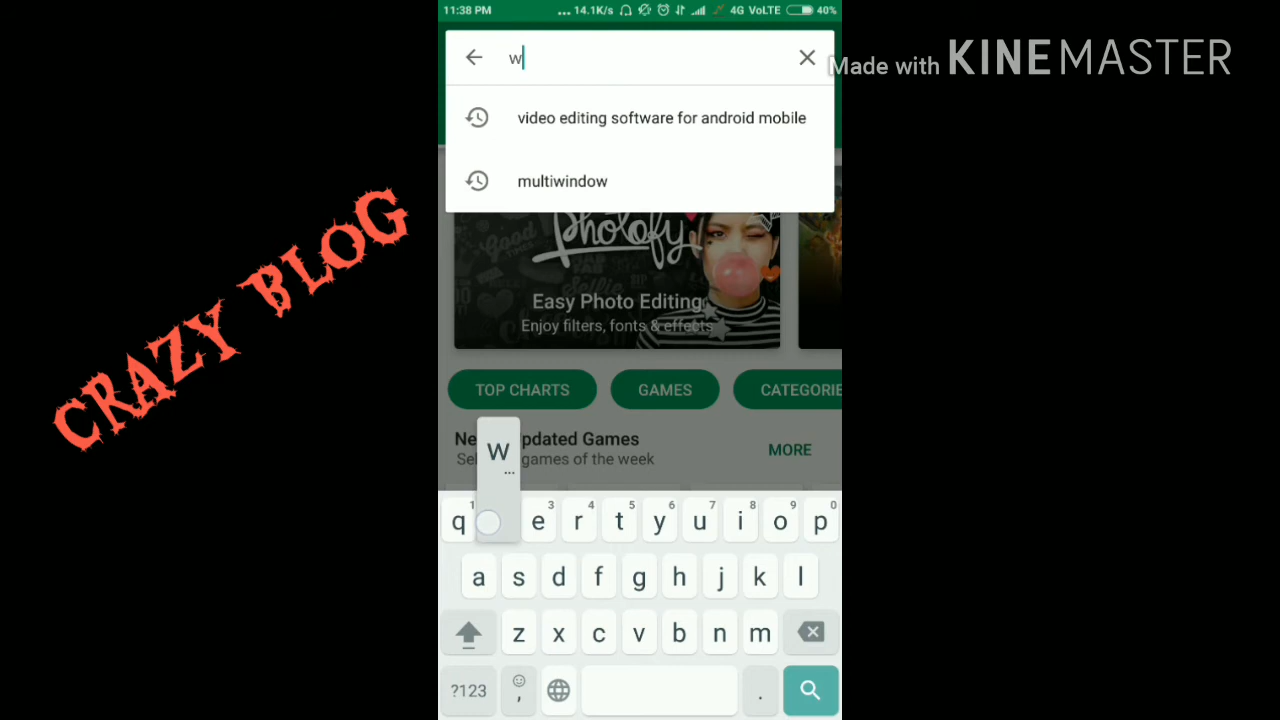 11:38 PM
... 14.1K/s 4G VoLTE 40%
w
Made with KINEMASTER
video editing software for android mobile
multiwindow
CRAZY BLOG
Photofy
Easy Photo Editing
Enjoy filters, fonts & effects
TOP CHARTS GAMES CATEGORIE
pdated Games
games of the week
MORE
w
...
1 3 4 5 6 7 8 9 0
q e r t y u i o p
a s d f g h j k l
z x c v b n m
?123 , .